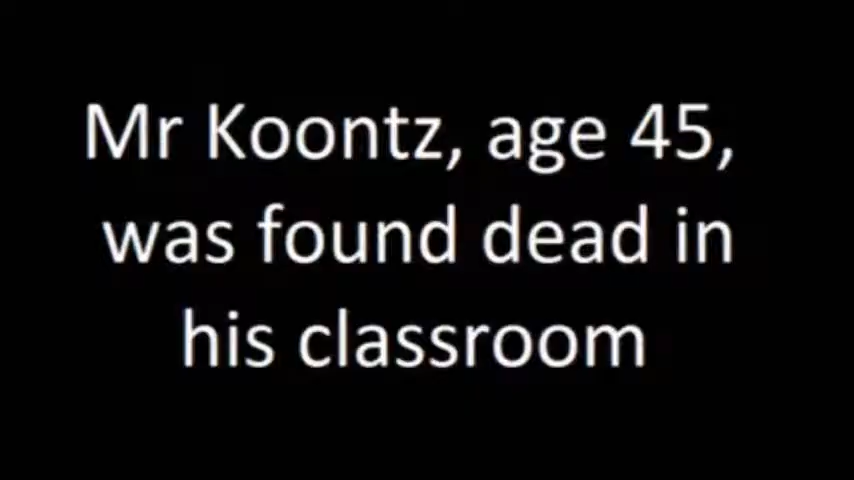 Mr Koontz, age 45,
was found dead in
his classroom